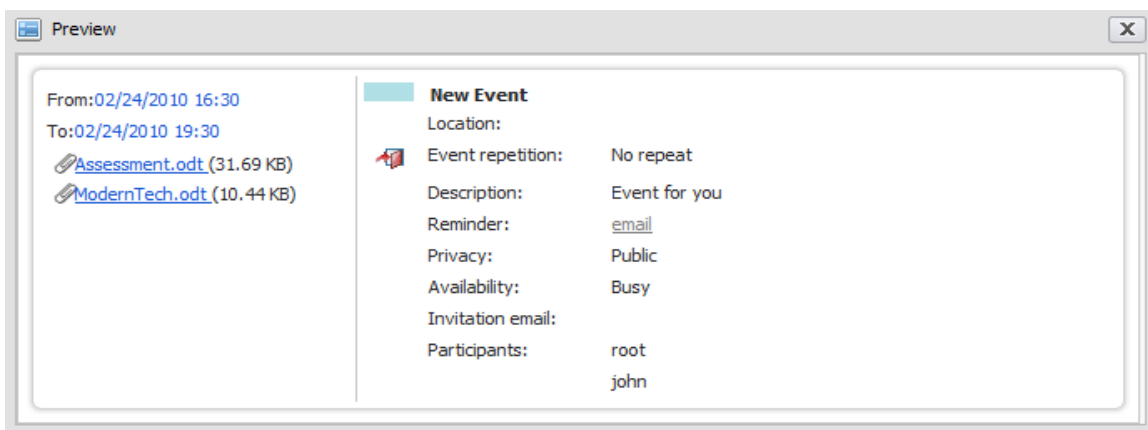 Preview
From:02/24/2010 16:30
To:02/24/2010 19:30
Assessment.odt (31.69 KB)
ModernTech.odt (10.44 KB)
New Event
Location:
Event repetition: No repeat
Description: Event for you
Reminder: email
Privacy: Public
Availability: Busy
Invitation email:
Participants: root
john